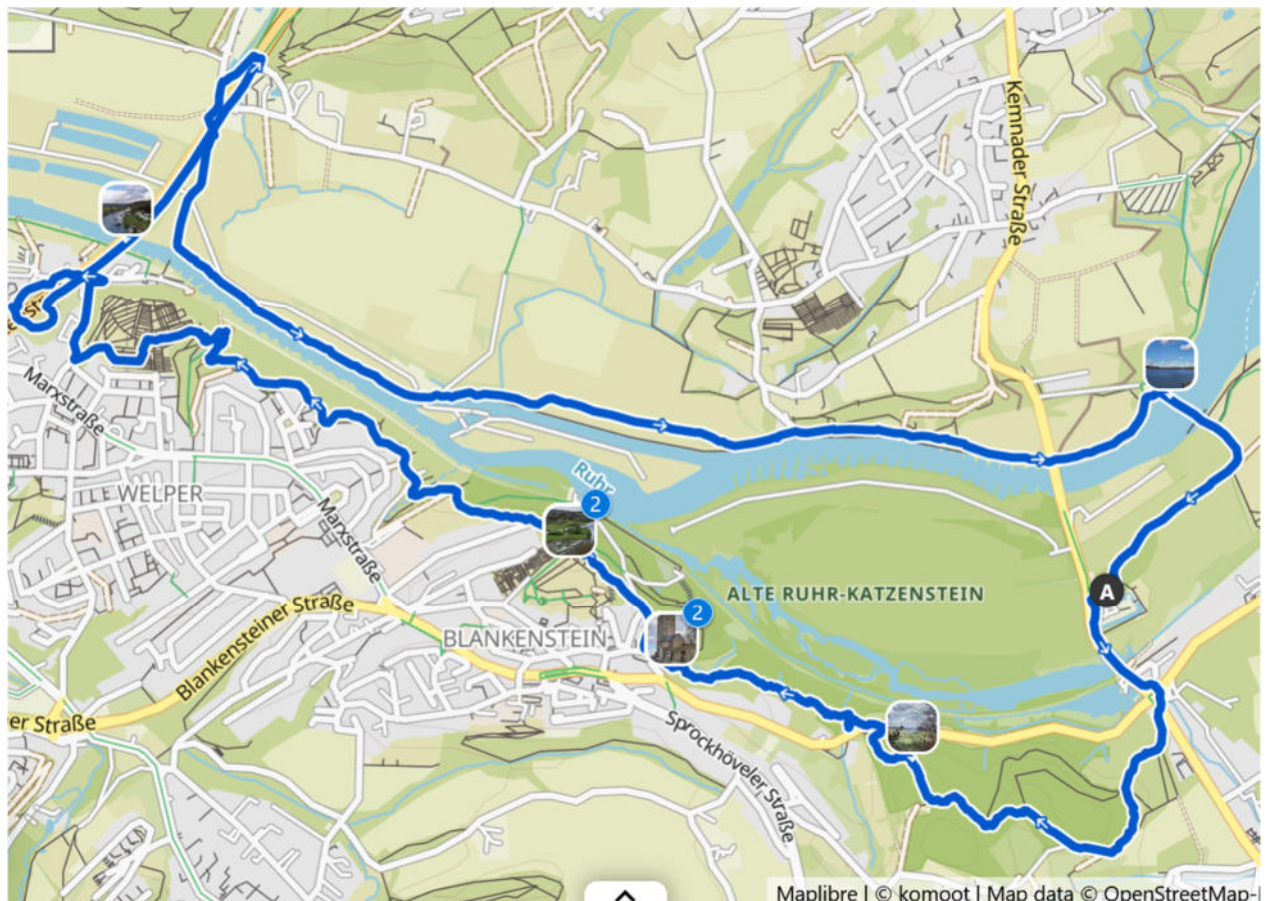 Kemnader Straße
Marxstraße
WELPER
Ruhr
2
Marxstraße
ALTE RUHR-KATZENSTEIN
A
Blankensteiner Straße
2
BLANKENSTEIN
er Straße
Sprockhöveler Straße
Maplibre | © komoot | Map data © OpenStreetMap-